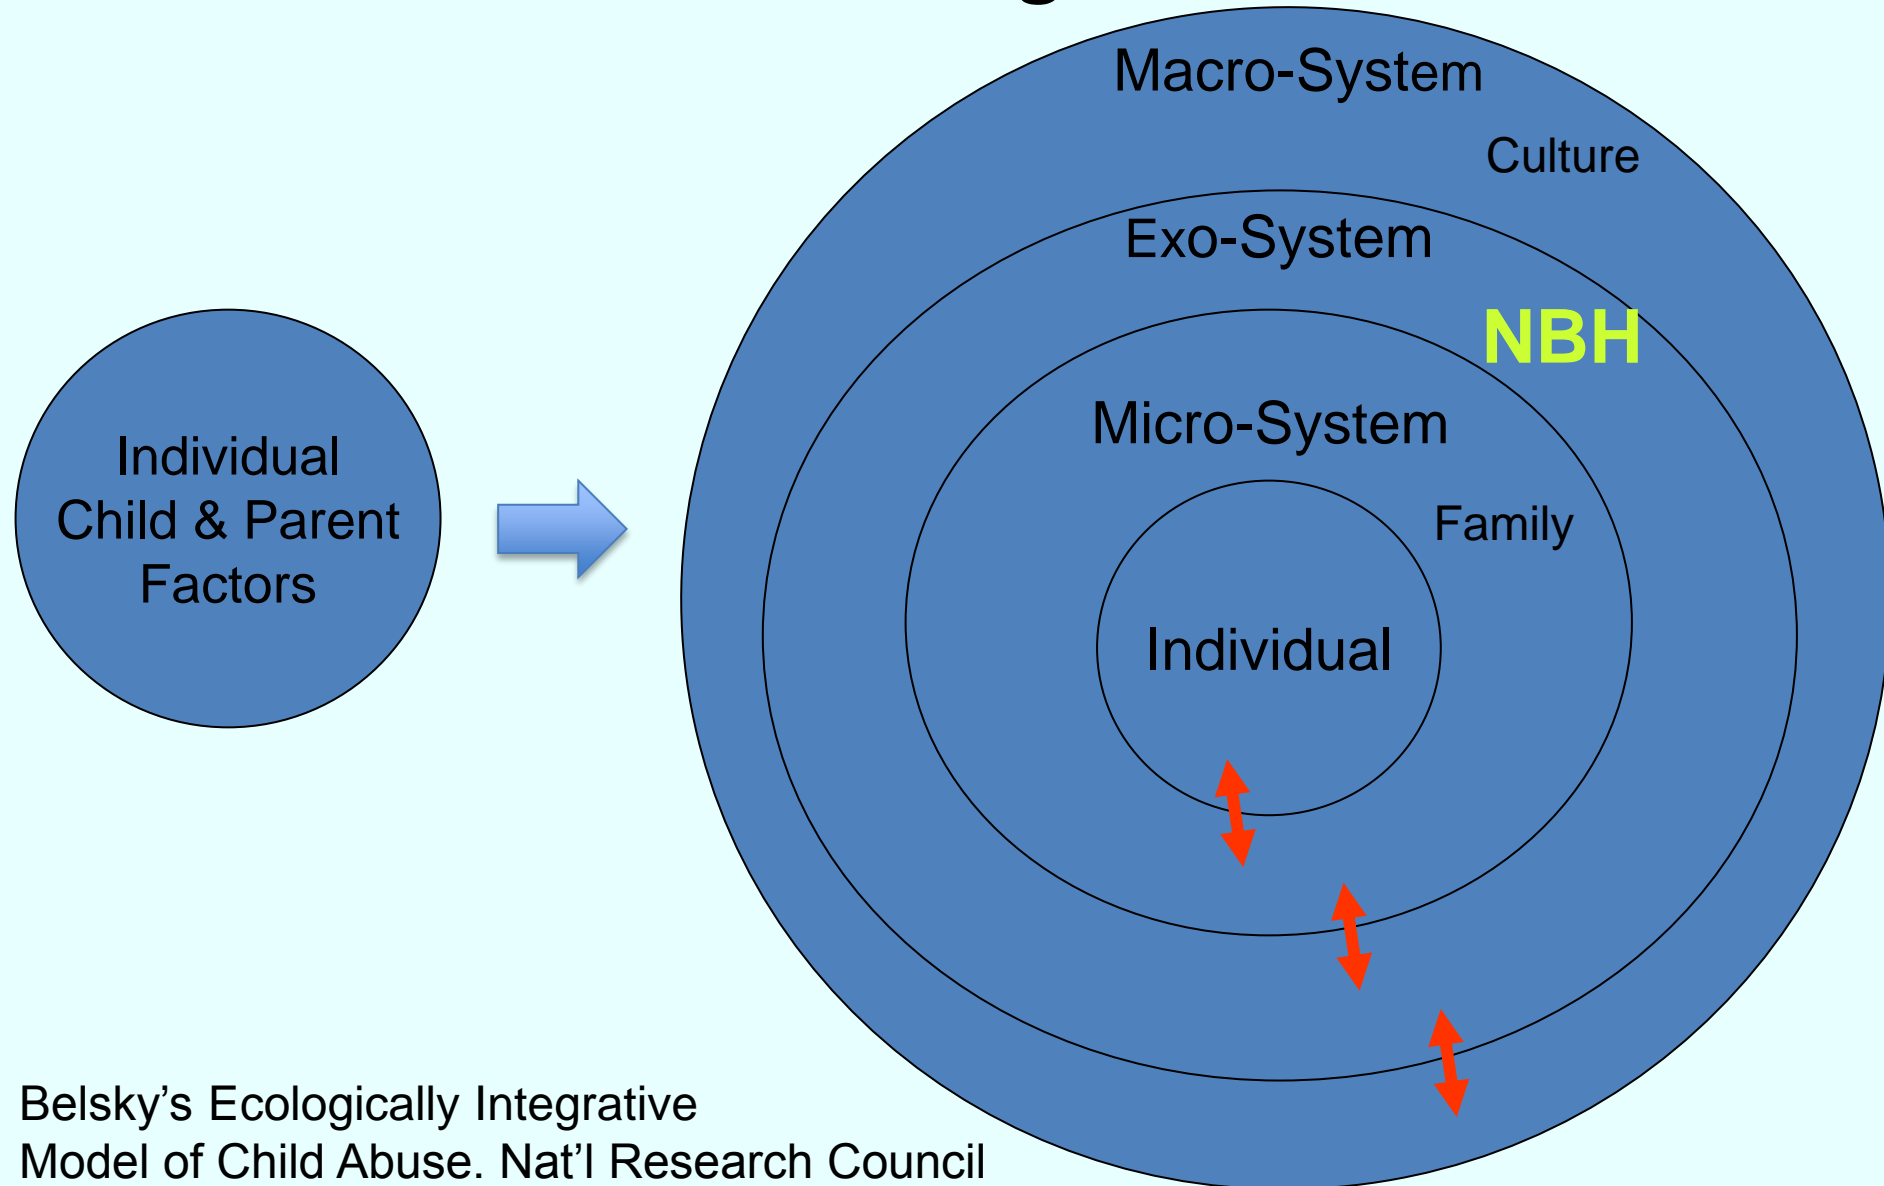 Macro-System
Culture
Exo-System
NBH
Micro-System
Family
Individual
Individual
Child & Parent
Factors
Belsky’s Ecologically Integrative
Model of Child Abuse. Nat’l Research Council